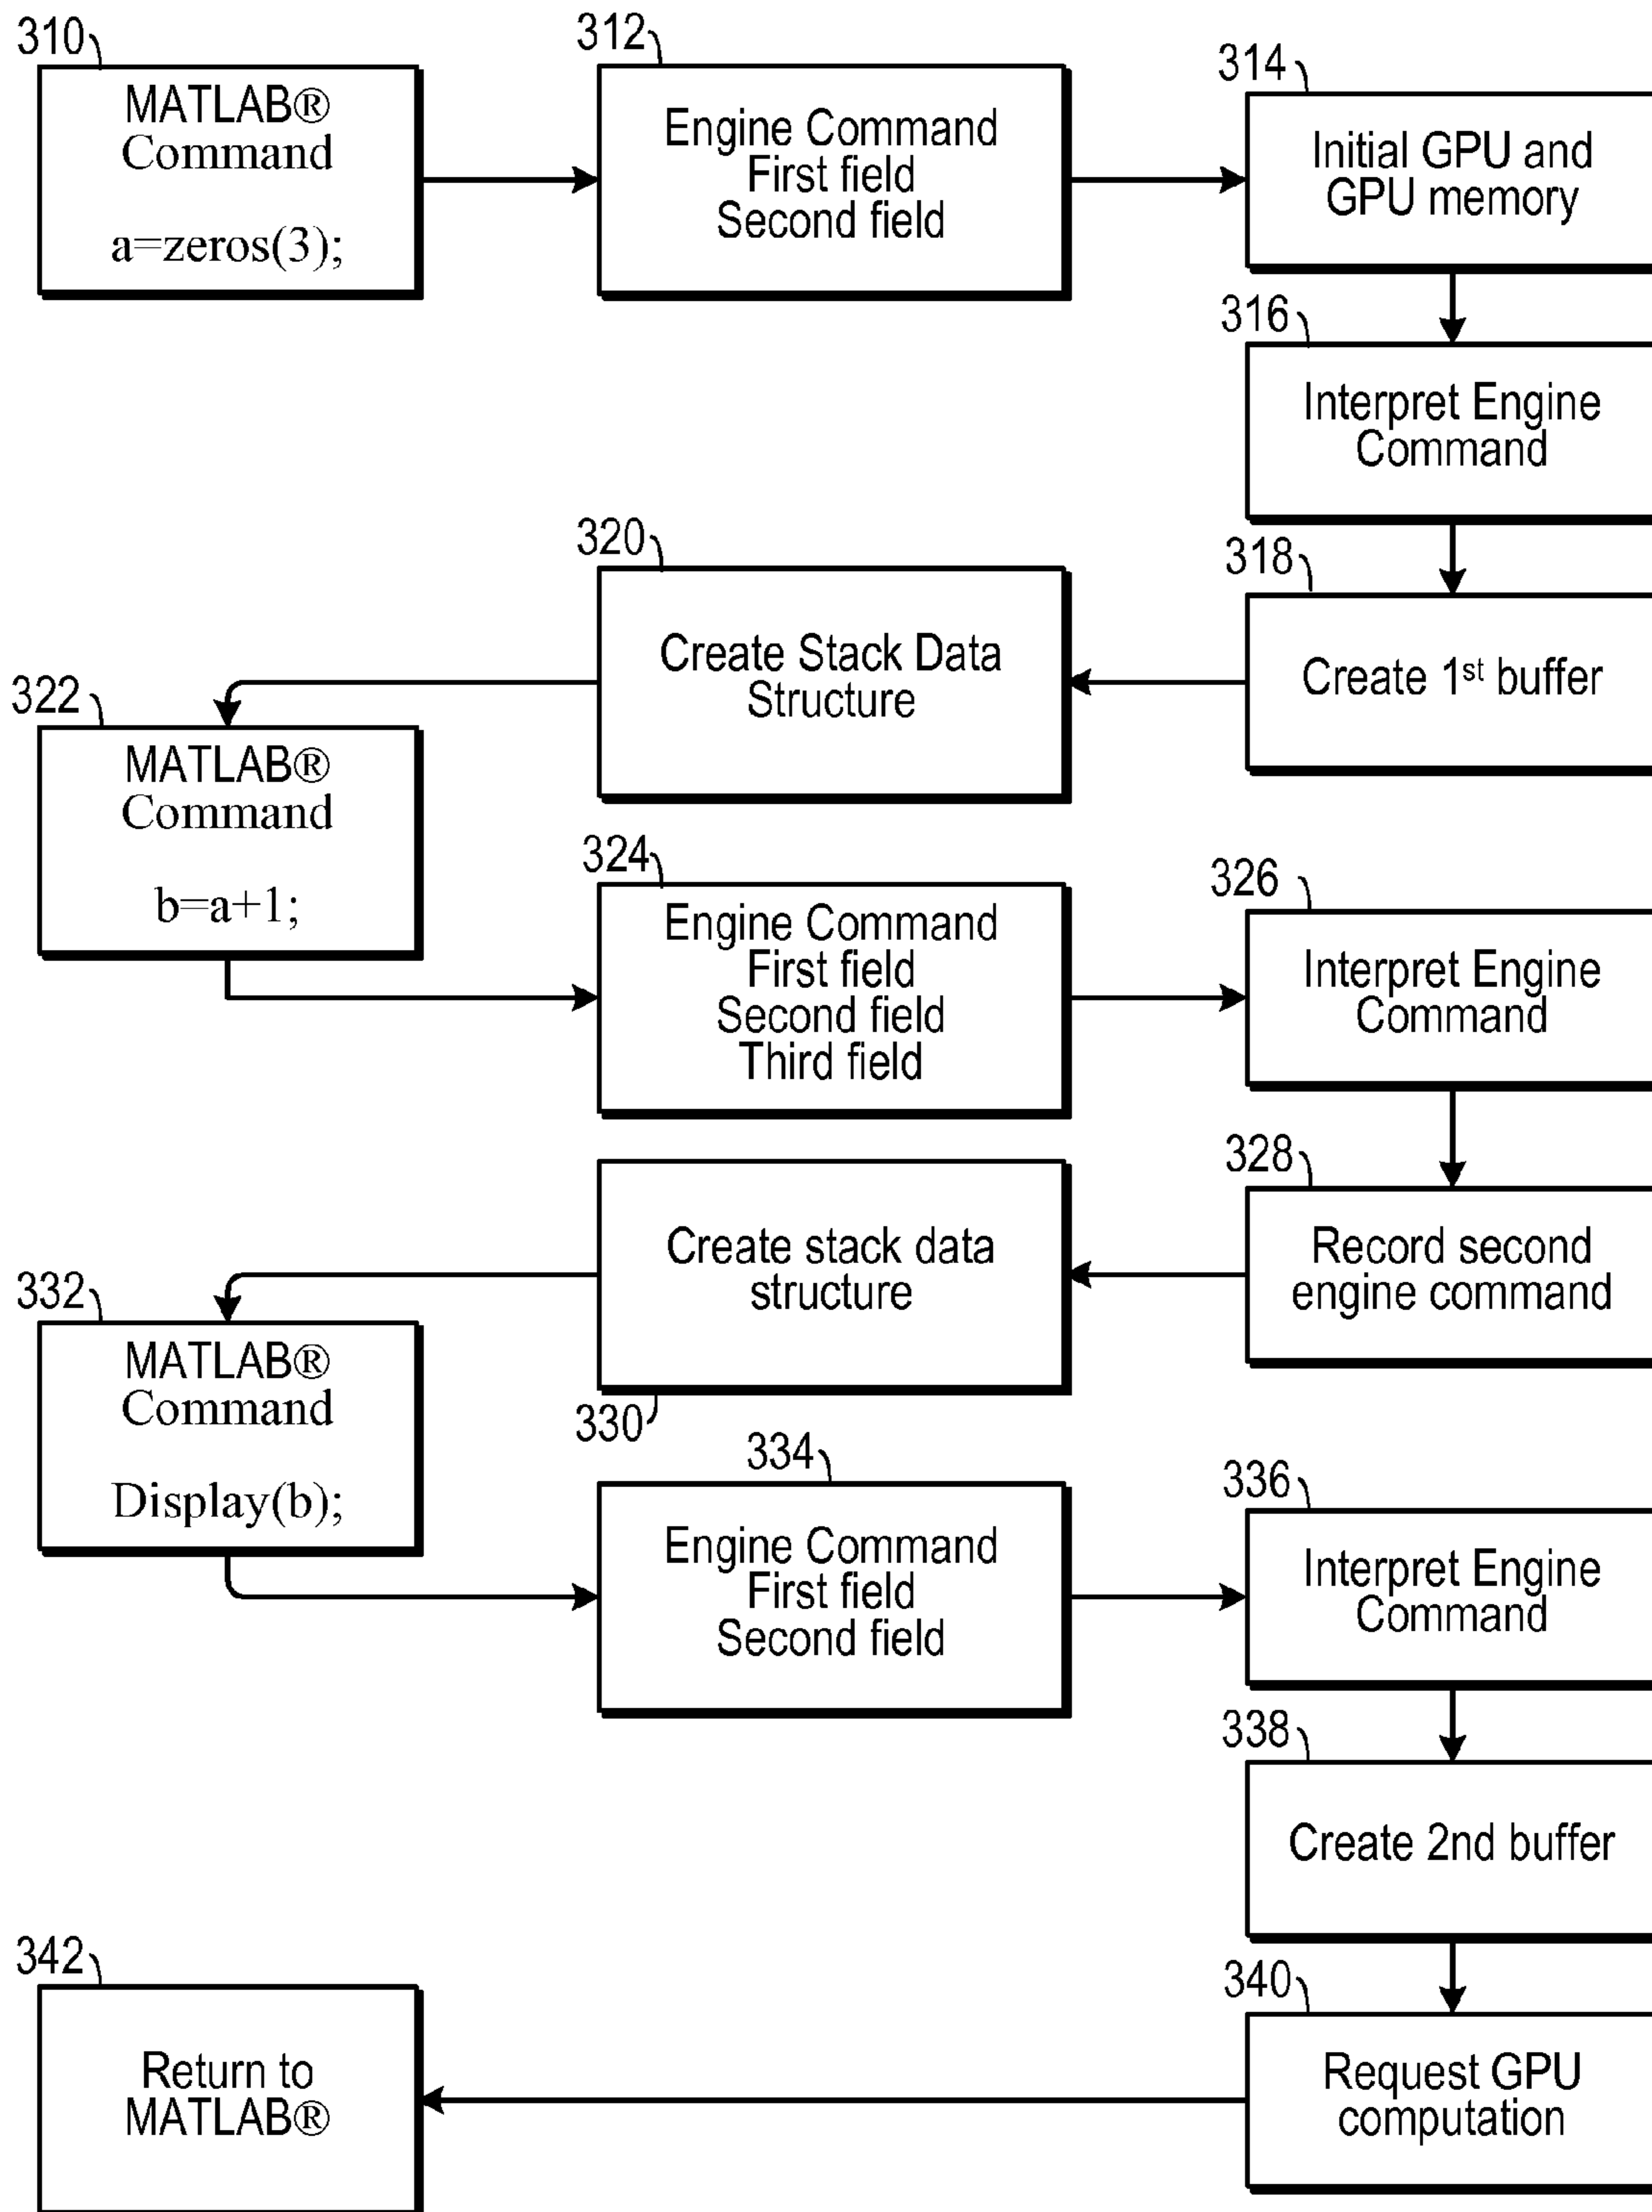 310
MATLAB®
Command
a=zeros(3);
312
Engine Command
First field
Second field
314
Initial GPU and
GPU memory
316
Interpret Engine
Command
318
Create 1st buffer
320
Create Stack Data
Structure
322
MATLAB®
Command
b=a+1;
324
Engine Command
First field
Second field
Third field
326
Interpret Engine
Command
328
Record second
engine command
Create stack data
structure
330
332
MATLAB®
Command
Display(b);
334
Engine Command
First field
Second field
336
Interpret Engine
Command
338
Create 2nd buffer
340
Request GPU
computation
342
Return to
MATLAB®